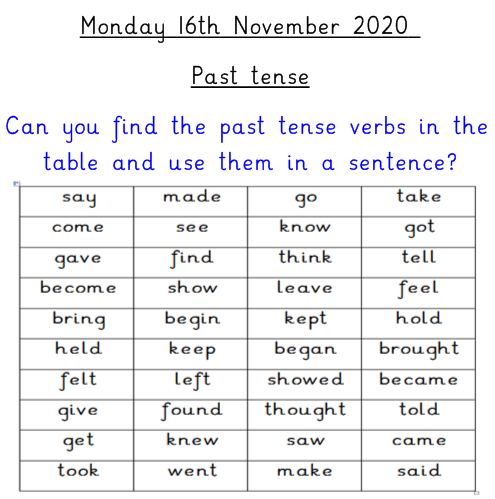 Monday 16th November 2020
Past tense
Can you find the past tense verbs in the
table and use them in a sentence?
say made go take
come see know got
gave find think tell
become show leave feel
bring begin kept hold
held keep began brought
felt left showed became
give found thought told
get knew saw came
took went make said